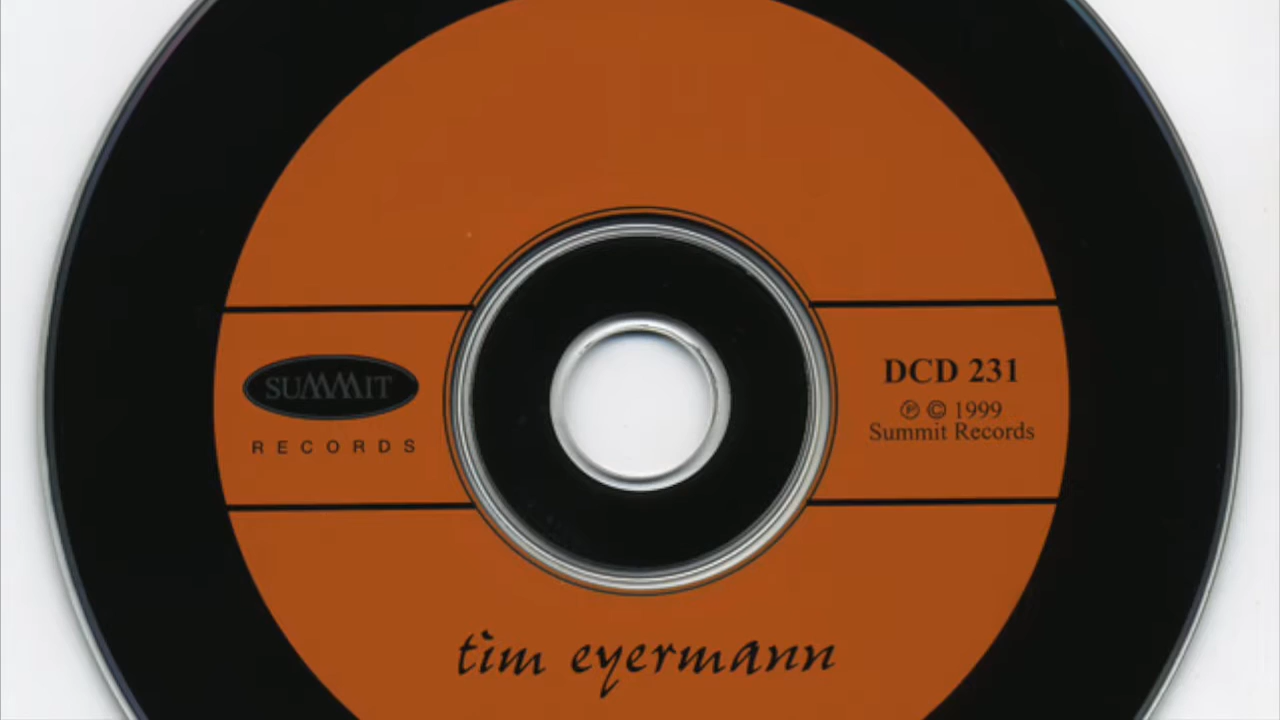 SUMMIT
RECORDS
DCD 231
℗ © 1999
Summit Records
tim eyermann